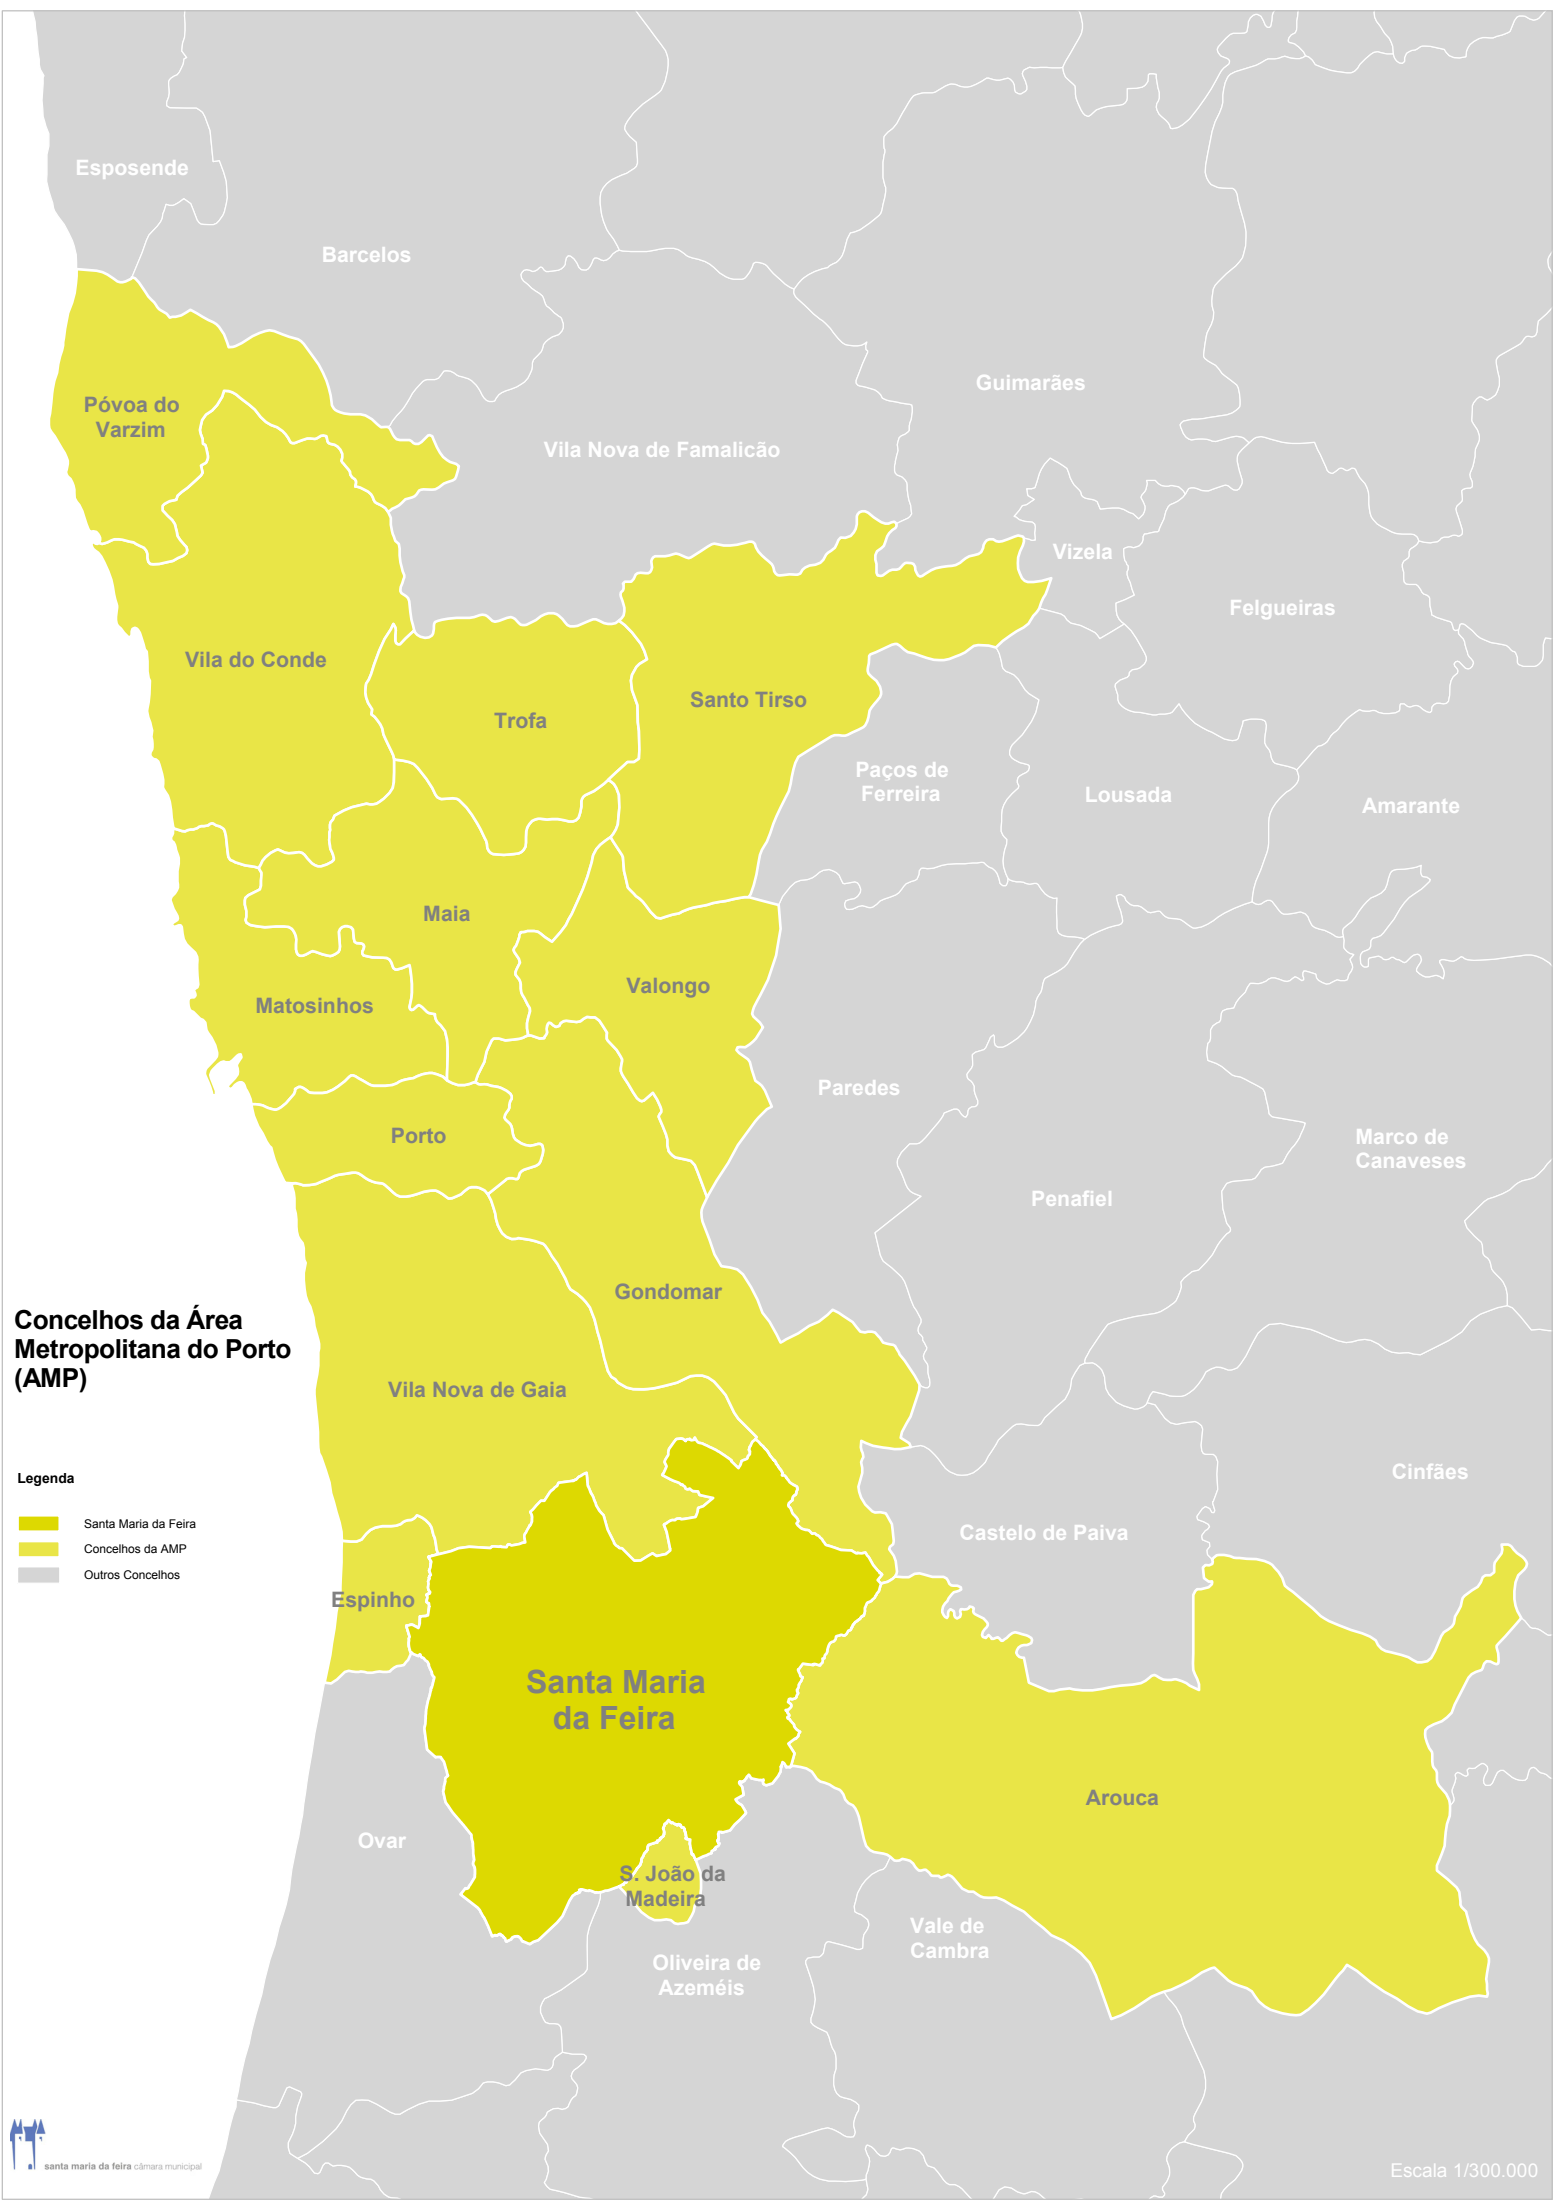 Esposende
Barcelos
Póvoa do
Varzim
Guimarães
Vila Nova de Famalicão
Vizela
Felgueiras
Vila do Conde
Santo Tirso
Trofa
Paços de
Ferreira
Lousada
Amarante
Maia
Valongo
Matosinhos
Paredes
Porto
Marco de
Canaveses
Penafiel
Gondomar
Concelhos da Área
Metropolitana do Porto
(AMP)
Vila Nova de Gaia
Legenda
Santa Maria da Feira
Concelhos da AMP
Outros Concelhos
Cinfães
Castelo de Paiva
Espinho
Santa Maria
da Feira
Arouca
Ovar
S. João da
Madeira
Vale de
Cambra
Oliveira de
Azeméis
santa maria da feira câmara municipal
Escala 1/300.000